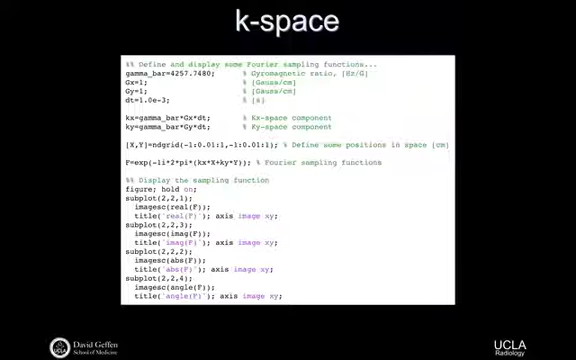 k-space
%% Define And display some Fourier sampling functions...
gamma_bar=4257.7480; % Gyromagnetic ratio, [Hz/G]
Gx=1; % [Gauss/cm]
Gy=1; % [Gauss/cm]
dt=1.0e-3; % [s]
kx=gamma_bar*Gx*dt; % Kx-space component
ky=gamma_bar*Gy*dt; % Ky-space component
[X,Y]=ndgrid(-1:0.01:1,-1:0.01:1); % Define some positions in space [cm]
F=exp(-1i*2*pi*(kx*X+ky*Y)); % Fourier sampling functions
%% Display the sampling function
figure; hold on;
subplot(2,2,1);
imagesc(real(F));
title('real(F)'); axis image xy;
subplot(2,2,3);
imagesc(imag(F));
title('imag(F)'); axis image xy;
subplot(2,2,2);
imagesc(abs(F));
title('abs(F)'); axis image xy;
subplot(2,2,4);
imagesc(angle(F));
title('angle(F)'); axis image xy;
UCLA
David Geffen
School of Medicine
UCLA
Radiology